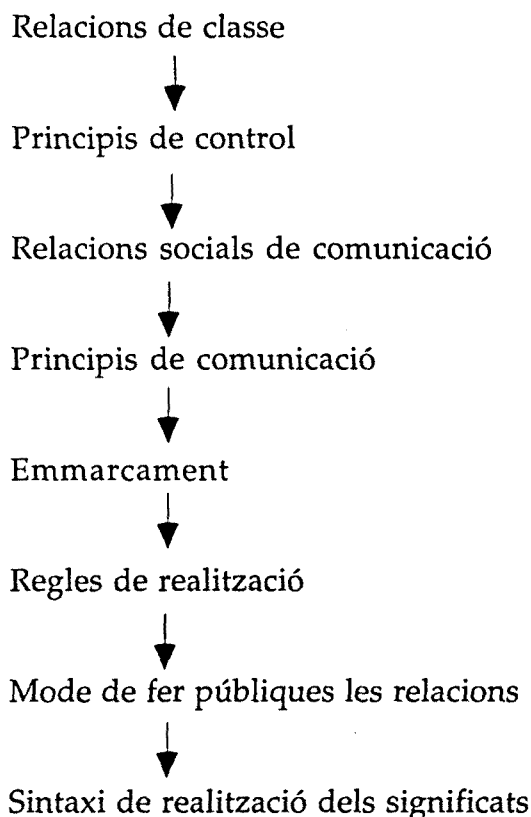 Relacions de classe
Principis de control
Relacions socials de comunicació
Principis de comunicació
Emmarcament
Regles de realització
Mode de fer públiques les relacions
Sintaxi de realització dels significats